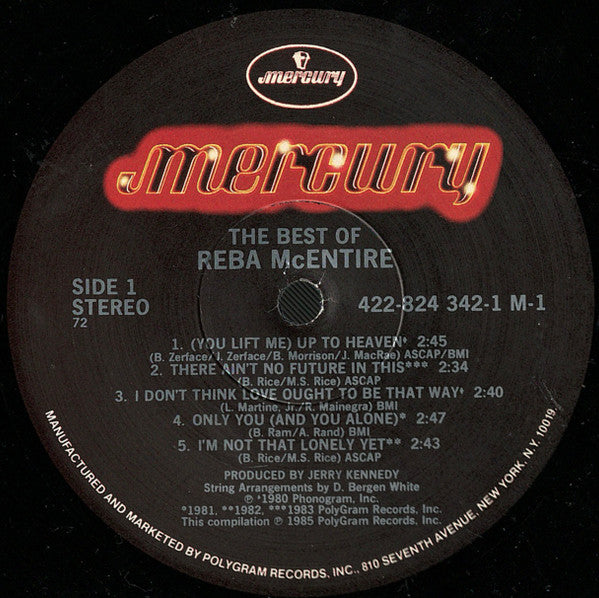 mercury
mercury
THE BEST OF
REBA McENTIRE
SIDE 1
STEREO
72
422-824 342-1 M-1
1. (YOU LIFT ME) UP TO HEAVEN* 2:45
(B. Zerface/J. Zerface/B. Morrison/J. MacRae) ASCAP/BMI
2. THERE AIN'T NO FUTURE IN THIS*** 2:34
(B. Rice/M.S. Rice) ASCAP
3. I DON'T THINK LOVE OUGHT TO BE THAT WAY* 2:40
(L. Martine, Jr./R. Mainegra) BMI
4. ONLY YOU (AND YOU ALONE)* 2:47
(B. Ram/A. Rand) BMI
5. I'M NOT THAT LONELY YET** 2:43
(B. Rice/M.S. Rice) ASCAP
PRODUCED BY JERRY KENNEDY
String Arrangements by D. Bergen White
℗ '1980 Phonogram, Inc.
*1981, **1982, ***1983 PolyGram Records, Inc.
This compilation ℗ 1985 PolyGram Records, Inc.
MANUFACTURED AND MARKETED BY POLYGRAM RECORDS, INC., 810 SEVENTH AVENUE, NEW YORK, N.Y. 10019